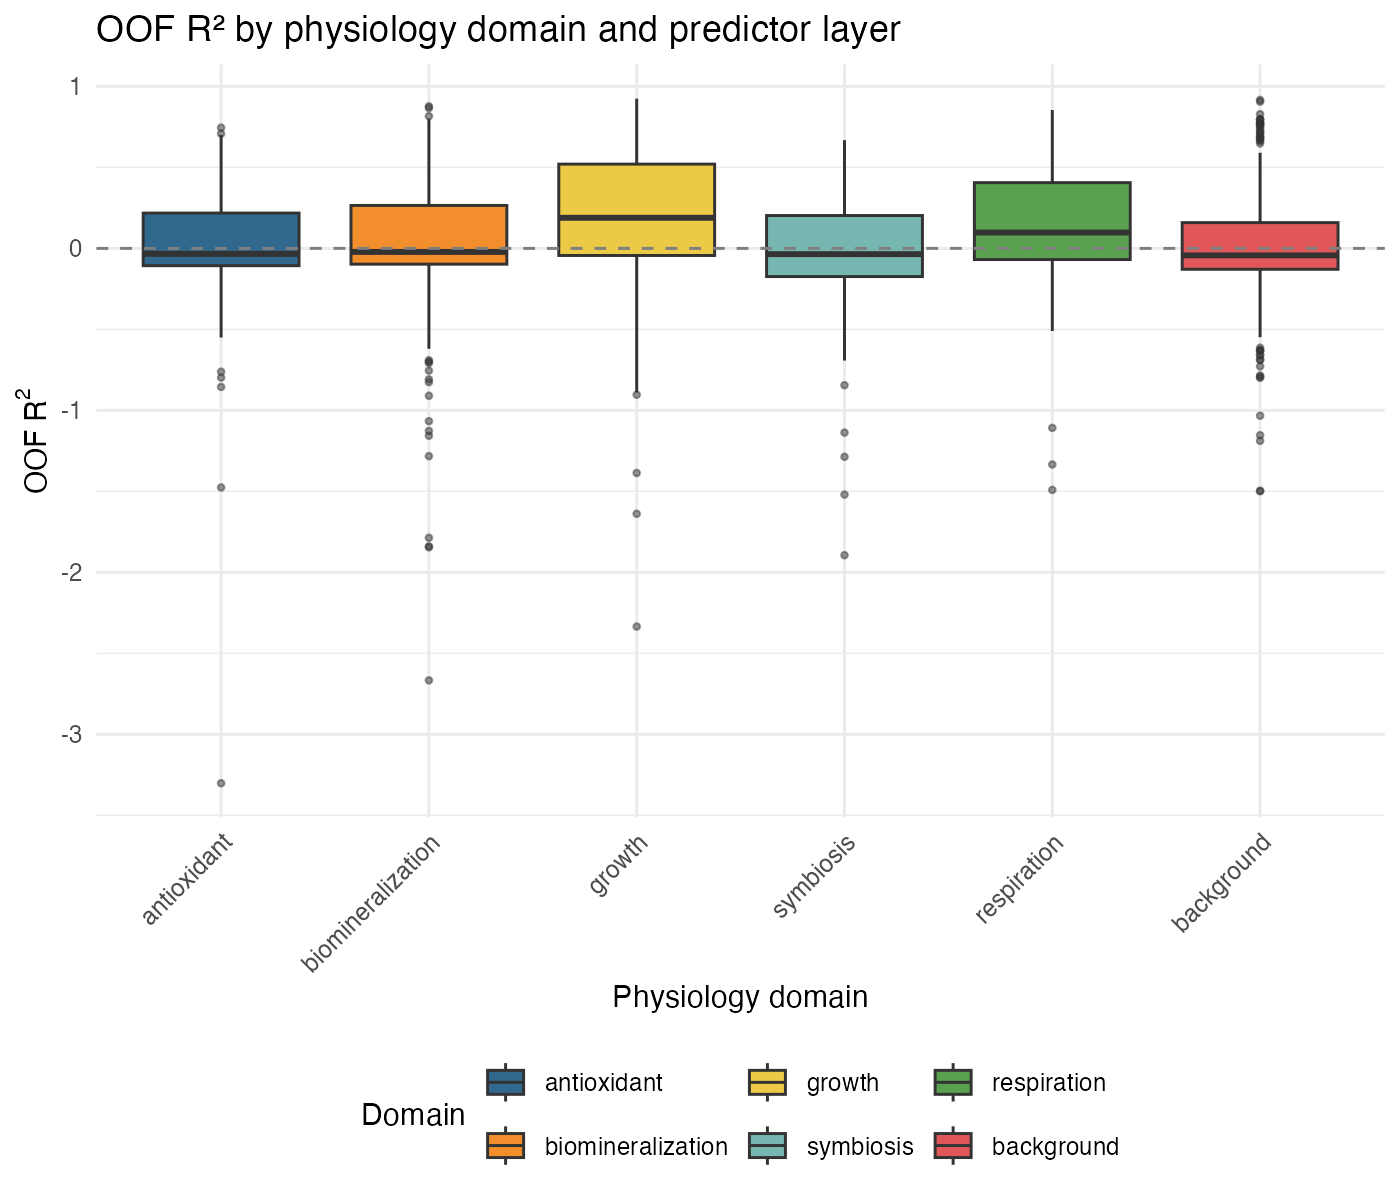 OOF R² by physiology domain and predictor layer
1
0
-1
-2
-3
OOF R²
antioxidant
biomineralization
growth
symbiosis
respiration
background
Physiology domain
Domain
antioxidant
growth
respiration
biomineralization
symbiosis
background